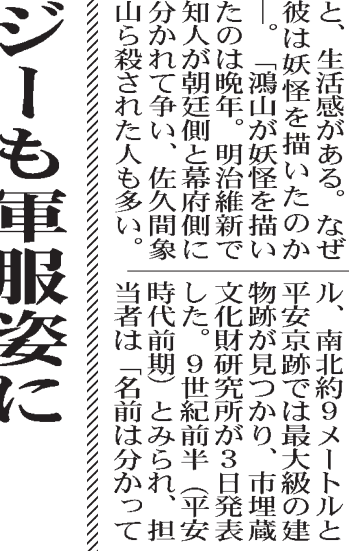 と、生活感がある。なぜ
彼は妖怪を描いたのか
―。「鴻山が妖怪を描い
たのは晩年。明治維新で
知人が朝廷側と幕府側に
分かれて争い、佐久間象
山ら殺された人も多い。
ル、南北約9メートルと
平安京跡では最大級の建
物跡が見つかり、市埋蔵
文化財研究所が3日発表
した。9世紀前半（平安
時代前期）とみられ、担
当者は「名前は分かって
ジーも軍服姿に